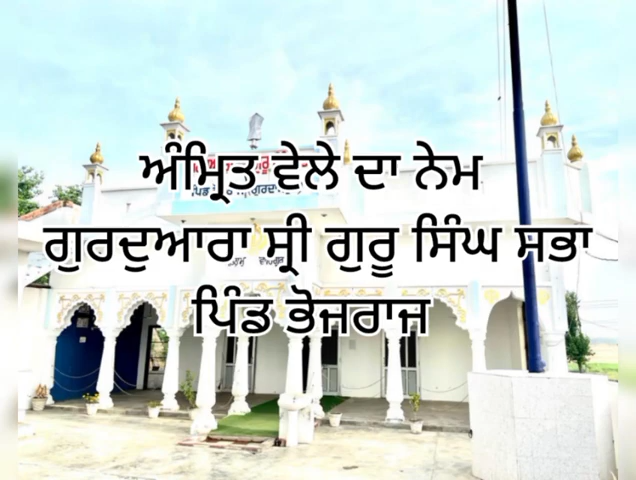 ਅੰਮ੍ਰਿਤ ਵੇਲੇ ਦਾ ਨੇਮ
ਗੁਰਦੁਆਰਾ ਸ੍ਰੀ ਗੁਰੂ ਸਿੰਘ ਸਭਾ
ਪਿੰਡ ਭੋਜਰਾਜ